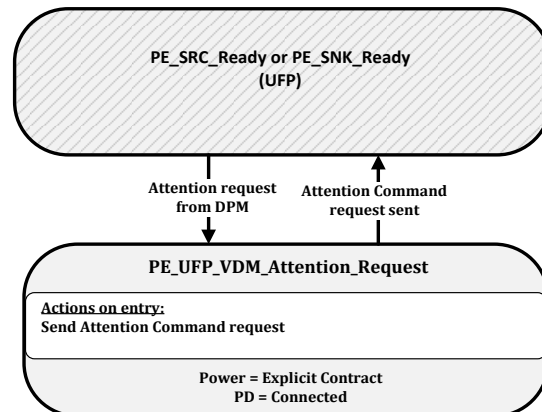 PE_SRC_Ready or PE_SNK_Ready
(UFP)
Attention request
from DPM
Attention Command
request sent
PE_UFP_VDM_Attention_Request
Actions on entry:
Send Attention Command request
Power = Explicit Contract
PD = Connected